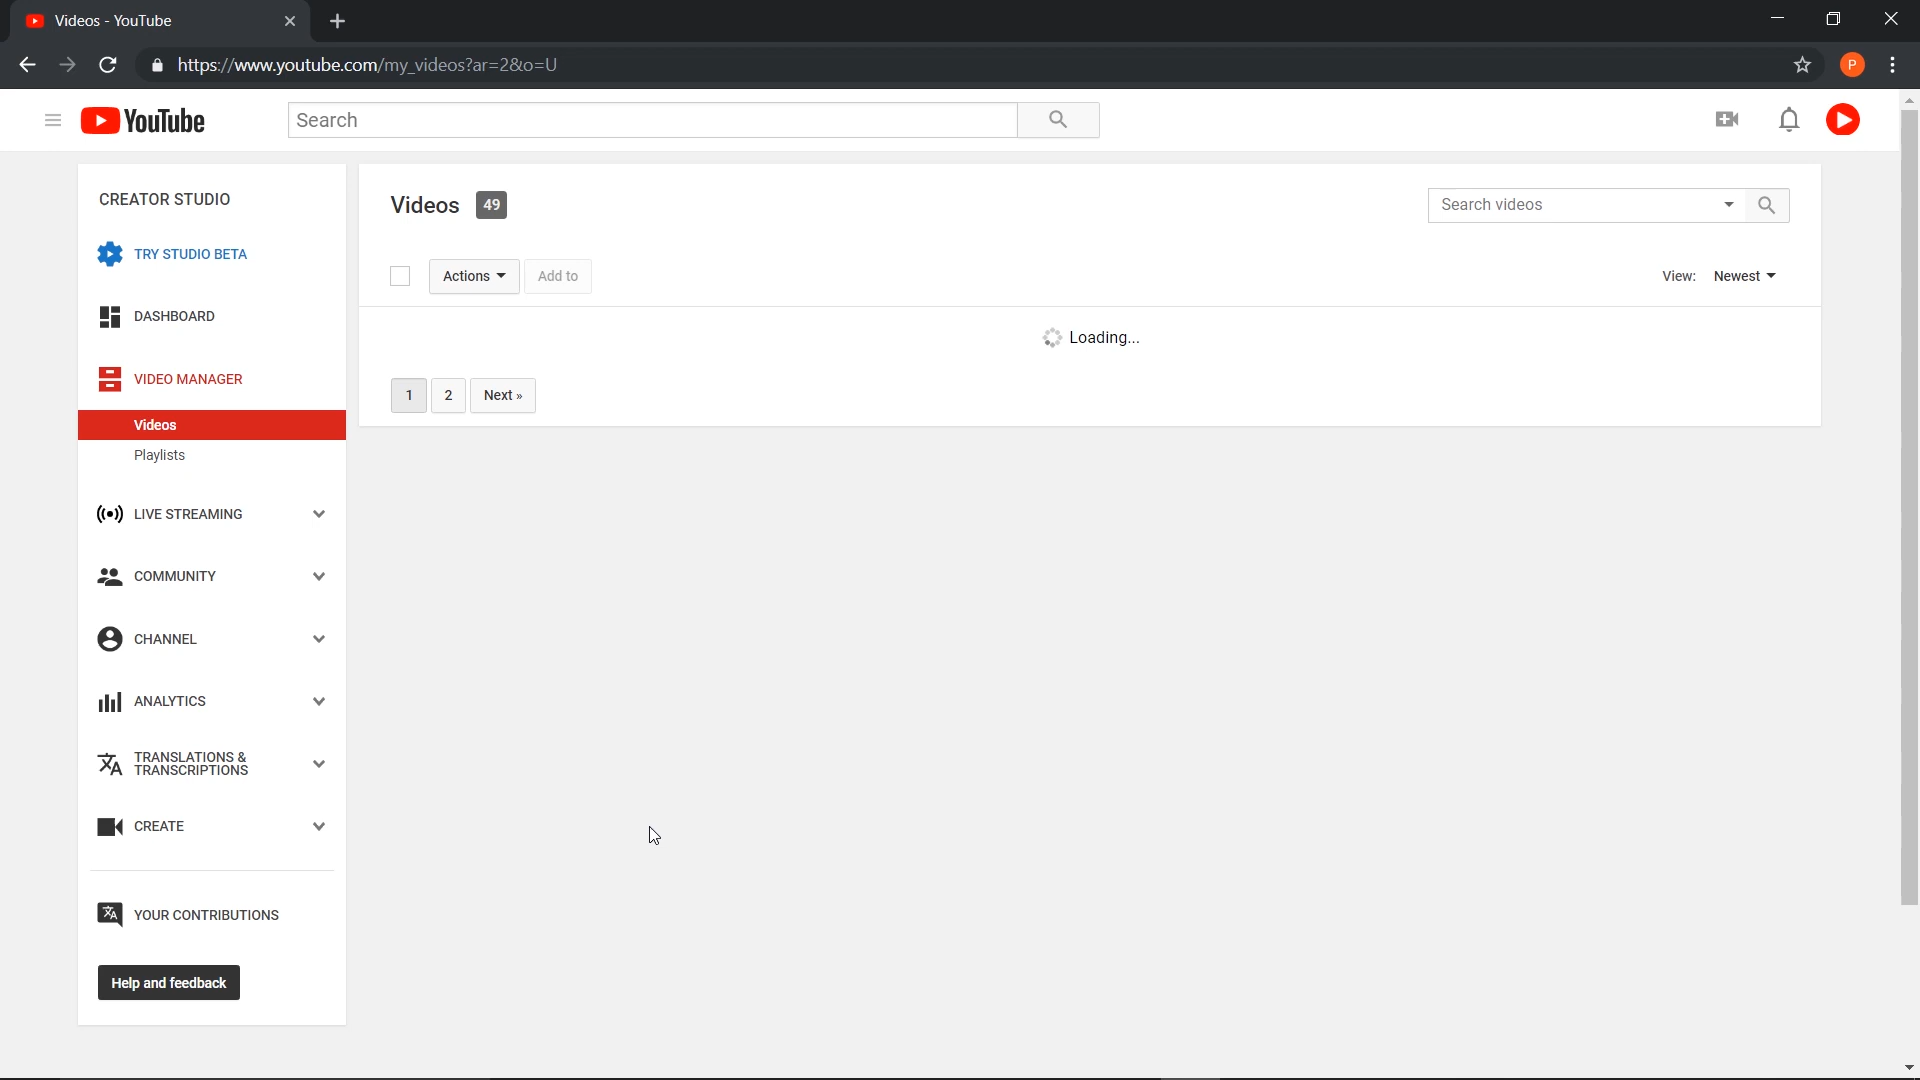 Videos - YouTube
https://www.youtube.com/my_videos?ar=2&o=U
P
YouTube
Search
CREATOR STUDIO
TRY STUDIO BETA
DASHBOARD
VIDEO MANAGER
Videos
Playlists
LIVE STREAMING
COMMUNITY
CHANNEL
ANALYTICS
TRANSLATIONS &
TRANSCRIPTIONS
CREATE
YOUR CONTRIBUTIONS
Help and feedback
Videos 49
Search videos
Actions
Add to
View: Newest
Loading...
1 2 Next »